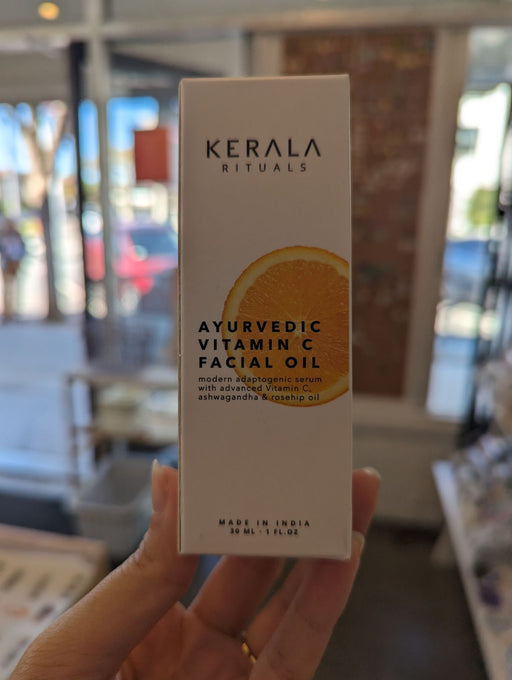 KERALA
RITUALS
AYURVEDIC
VITAMIN C
FACIAL OIL
modern adaptogenic serum
with advanced Vitamin C,
ashwagandha & rosehip oil
MADE IN INDIA
30 ML - 1 FL.OZ